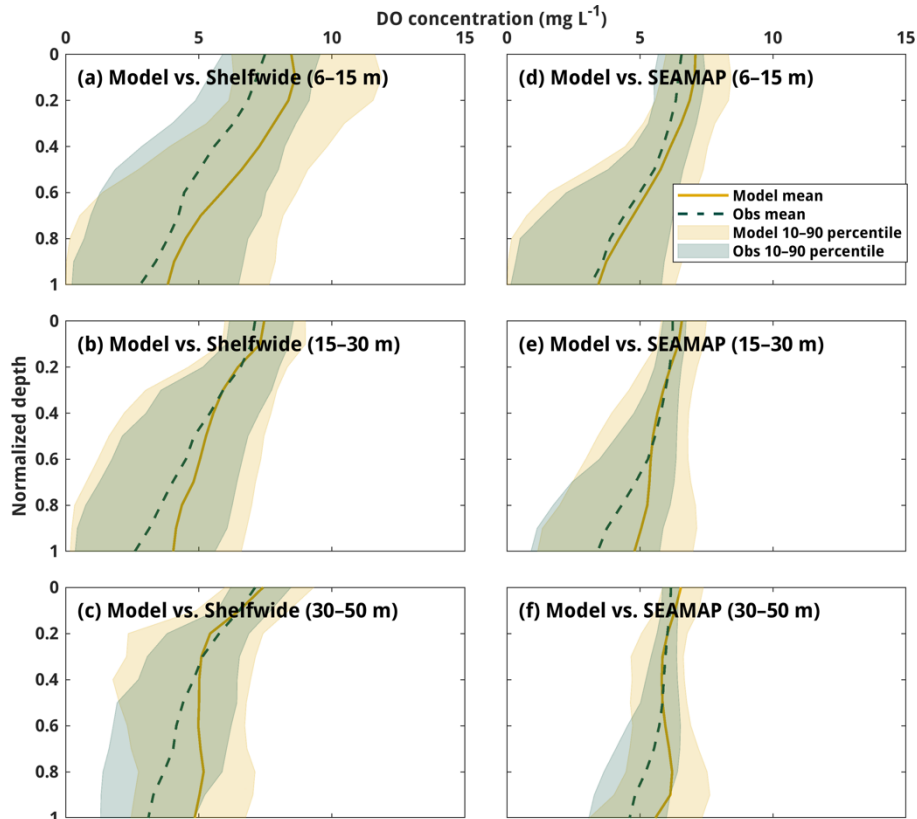 DO concentration (mg L⁻¹)
0 5 10 15 0 5 10 15
(a) Model vs. Shelfwide (6–15 m)
(d) Model vs. SEAMAP (6–15 m)
0
0.2
0.4
0.6
0.8
1
Model mean
Obs mean
Model 10–90 percentile
Obs 10–90 percentile
(b) Model vs. Shelfwide (15–30 m)
(e) Model vs. SEAMAP (15–30 m)
Normalized depth
0
0.2
0.4
0.6
0.8
1
(c) Model vs. Shelfwide (30–50 m)
(f) Model vs. SEAMAP (30–50 m)
0
0.2
0.4
0.6
0.8
1